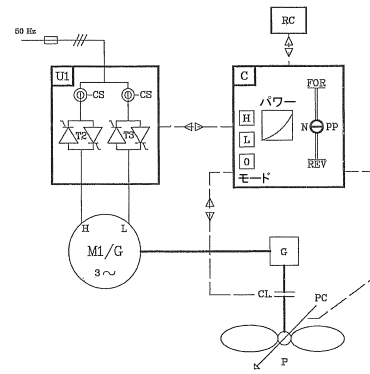 RC
50 Hz
U1
C
CS
CS
FOR
パワー
H
N
PP
T2
T3
L
0
REV
モード
H
L
M1/G
3～
G
CL
PC
P